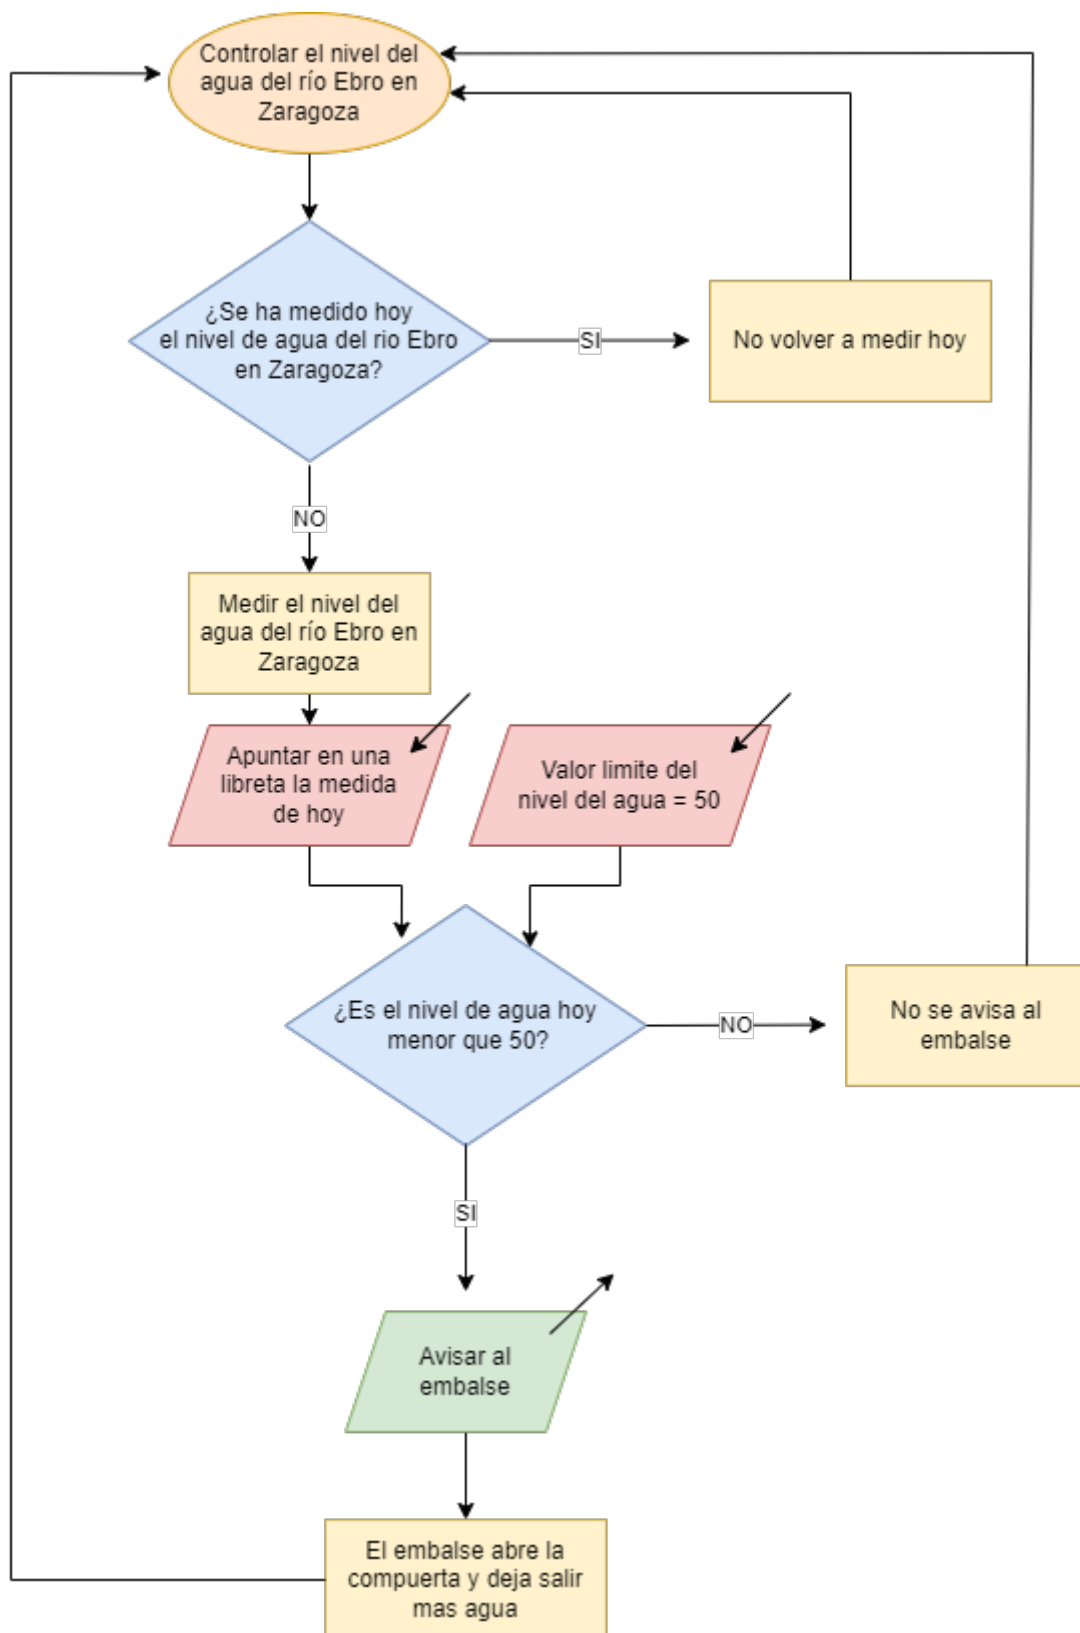 Controlar el nivel del
agua del río Ebro en
Zaragoza
¿Se ha medido hoy
el nivel de agua del rio Ebro
en Zaragoza?
SI
No volver a medir hoy
NO
Medir el nivel del
agua del río Ebro en
Zaragoza
Apuntar en una
libreta la medida
de hoy
Valor limite del
nivel del agua = 50
¿Es el nivel de agua hoy
menor que 50?
NO
No se avisa al
embalse
SI
Avisar al
embalse
El embalse abre la
compuerta y deja salir
mas agua